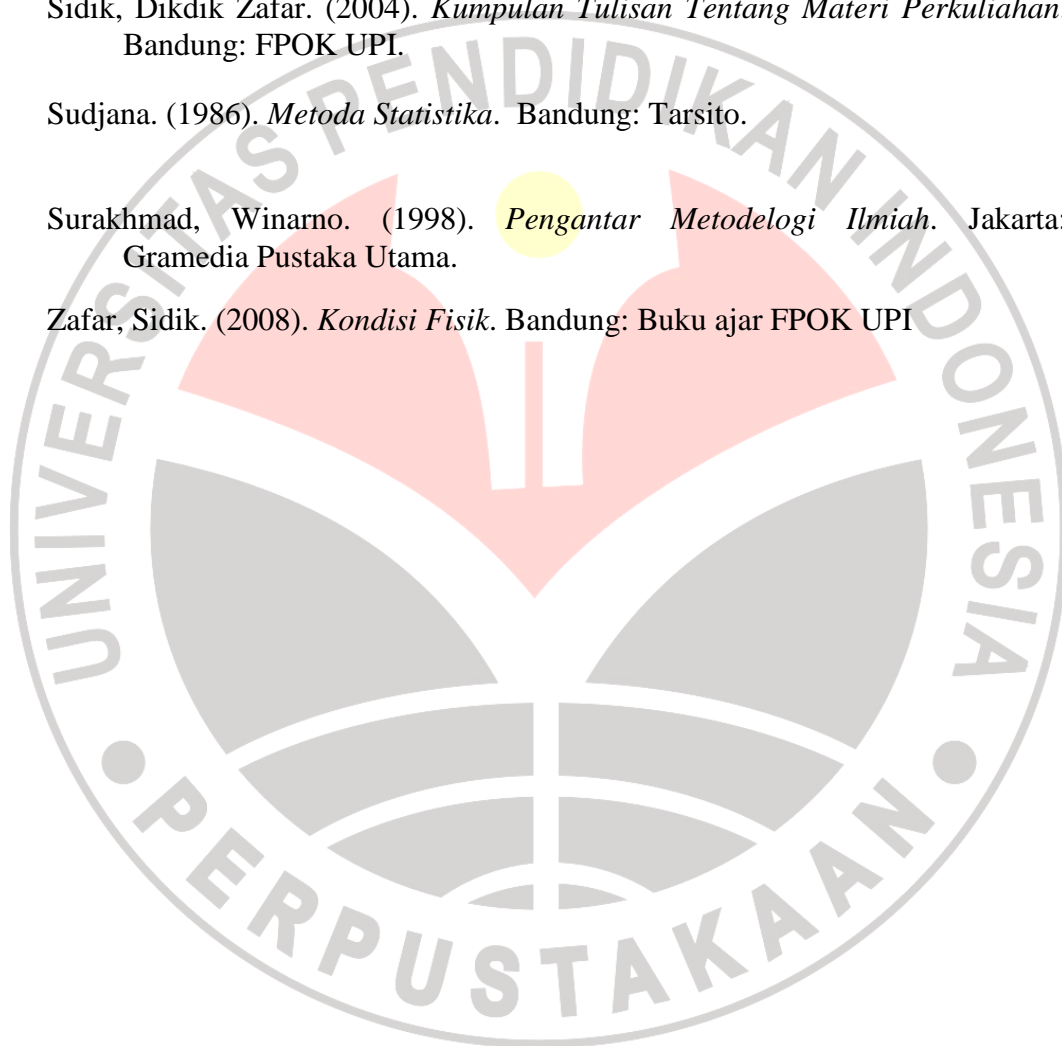 Sidik, Dikdik Zafar. (2004). Kumpulan Tulisan Tentang Materi Perkuliahan.
Bandung: FPOK UPI.
Sudjana. (1986). Metoda Statistika. Bandung: Tarsito.
Surakhmad, Winarno. (1998). Pengantar Metodelogi Ilmiah. Jakarta:
Gramedia Pustaka Utama.
Zafar, Sidik. (2008). Kondisi Fisik. Bandung: Buku ajar FPOK UPI
UNIVERSITAS PENDIDIKAN INDONESIA
PERPUSTAKAAN